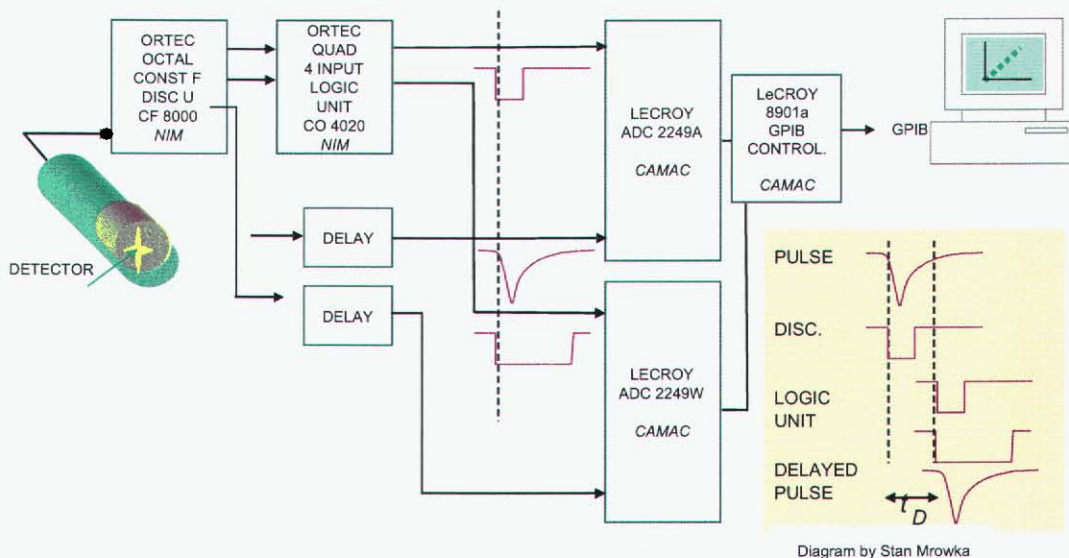 ORTEC
OCTAL
CONST F
DISC U
CF 8000
NIM
ORTEC
QUAD
4 INPUT
LOGIC
UNIT
CO 4020
NIM
LECROY
ADC 2249A
CAMAC
LeCROY
8901a
GPIB
CONTROL.
CAMAC
GPIB
DETECTOR
DELAY
DELAY
LECROY
ADC 2249W
CAMAC
PULSE
DISC.
LOGIC
UNIT
DELAYED
PULSE
t D
Diagram by Stan Mrowka